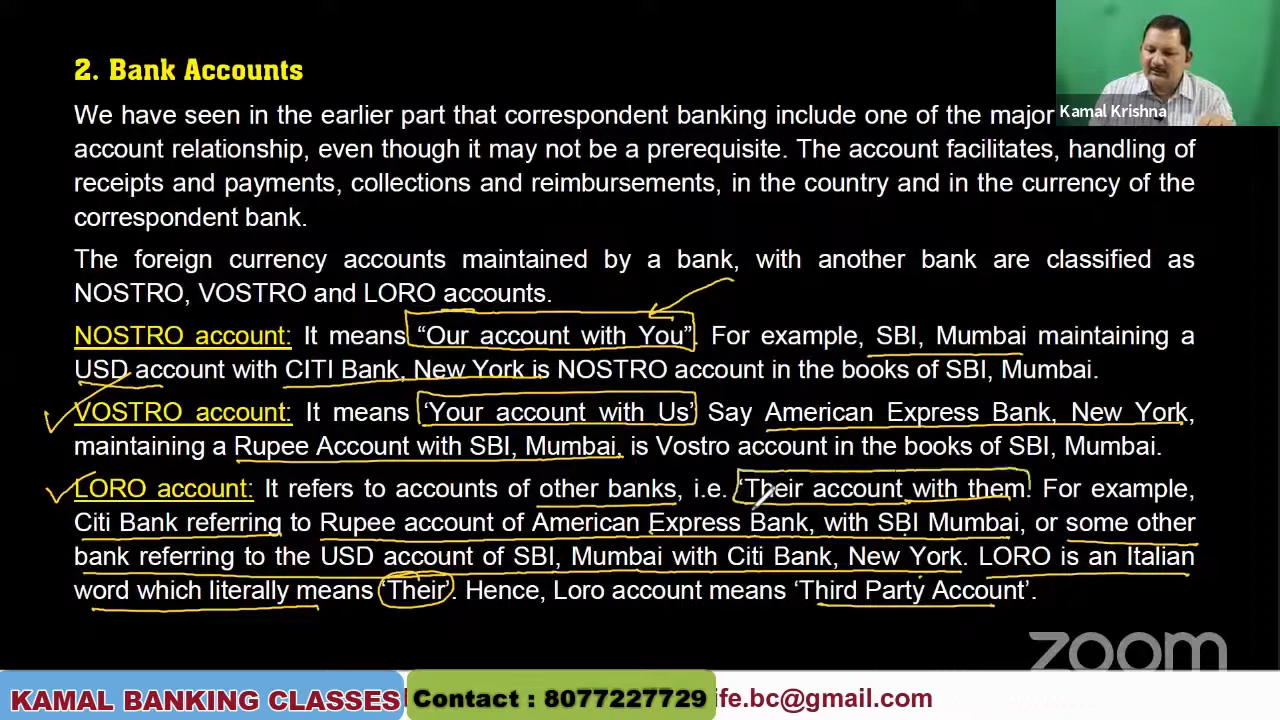 2. Bank Accounts
We have seen in the earlier part that correspondent banking include one of the major
account relationship, even though it may not be a prerequisite. The account facilitates, handling of
receipts and payments, collections and reimbursements, in the country and in the currency of the
correspondent bank.
The foreign currency accounts maintained by a bank, with another bank are classified as
NOSTRO, VOSTRO and LORO accounts.
NOSTRO account: It means “Our account with You”. For example, SBI, Mumbai maintaining a
USD account with CITI Bank, New York is NOSTRO account in the books of SBI, Mumbai.
VOSTRO account: It means ‘Your account with Us’ Say American Express Bank, New York,
maintaining a Rupee Account with SBI, Mumbai, is Vostro account in the books of SBI, Mumbai.
LORO account: It refers to accounts of other banks, i.e. ‘Their account with them. For example,
Citi Bank referring to Rupee account of American Express Bank, with SBI Mumbai, or some other
bank referring to the USD account of SBI, Mumbai with Citi Bank, New York. LORO is an Italian
word which literally means ‘Their’. Hence, Loro account means ‘Third Party Account’.
Kamal Krishna
zoom
KAMAL BANKING CLASSES
Contact : 8077227729
ife.bc@gmail.com